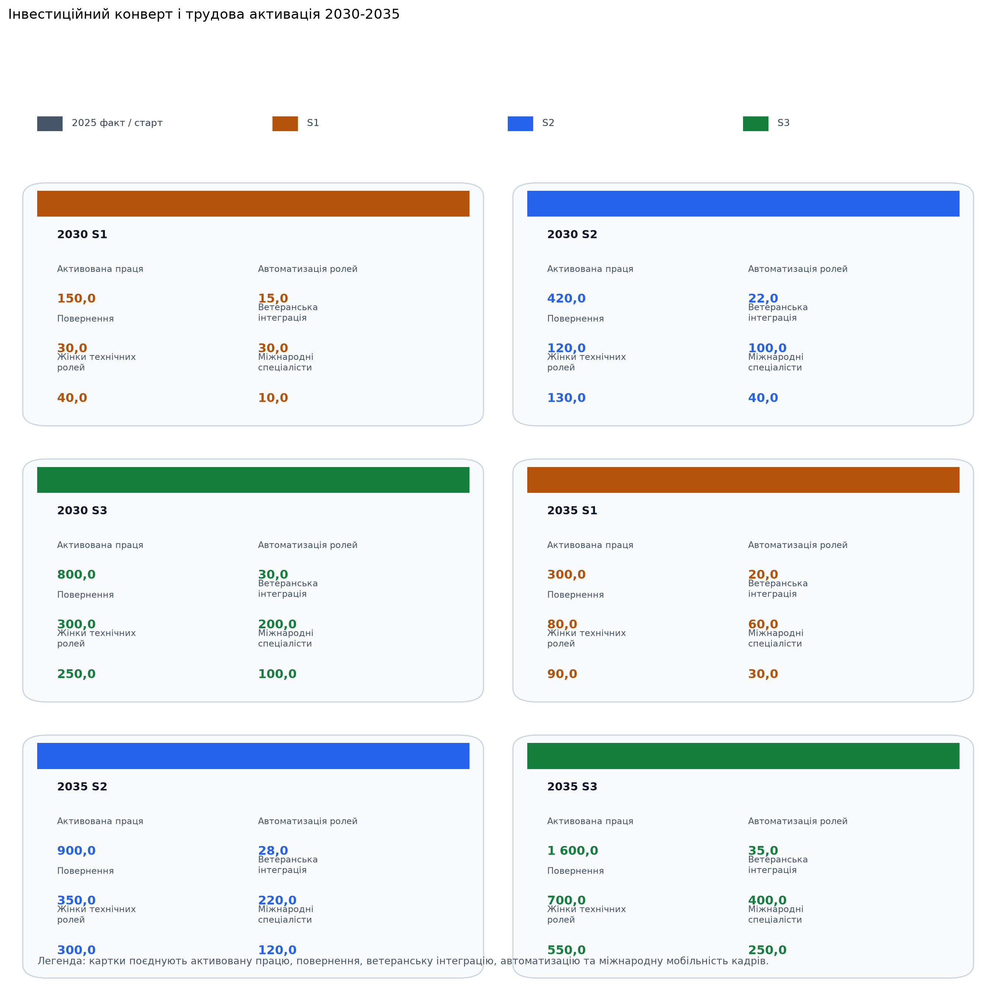 Інвестиційний конверт і трудова активація 2030-2035
2025 факт / старт
S1
S2
S3
2030 S1
Активована праця
Автоматизація ролей
150,0
15,0
Повернення
Ветеранська
інтеграція
30,0
30,0
Жінки технічних
ролей
Міжнародні
спеціалісти
40,0
10,0
2030 S2
Активована праця
Автоматизація ролей
420,0
22,0
Повернення
Ветеранська
інтеграція
120,0
100,0
Жінки технічних
ролей
Міжнародні
спеціалісти
130,0
40,0
2030 S3
Активована праця
Автоматизація ролей
800,0
30,0
Повернення
Ветеранська
інтеграція
300,0
200,0
Жінки технічних
ролей
Міжнародні
спеціалісти
250,0
100,0
2035 S1
Активована праця
Автоматизація ролей
300,0
20,0
Повернення
Ветеранська
інтеграція
80,0
60,0
Жінки технічних
ролей
Міжнародні
спеціалісти
90,0
30,0
2035 S2
Активована праця
Автоматизація ролей
900,0
28,0
Повернення
Ветеранська
інтеграція
350,0
220,0
Жінки технічних
ролей
Міжнародні
спеціалісти
300,0
120,0
2035 S3
Активована праця
Автоматизація ролей
1 600,0
35,0
Повернення
Ветеранська
інтеграція
700,0
400,0
Жінки технічних
ролей
Міжнародні
спеціалісти
550,0
250,0
Легенда: картки поєднують активовану працю, повернення, ветеранську інтеграцію, автоматизацію та міжнародну мобільність кадрів.